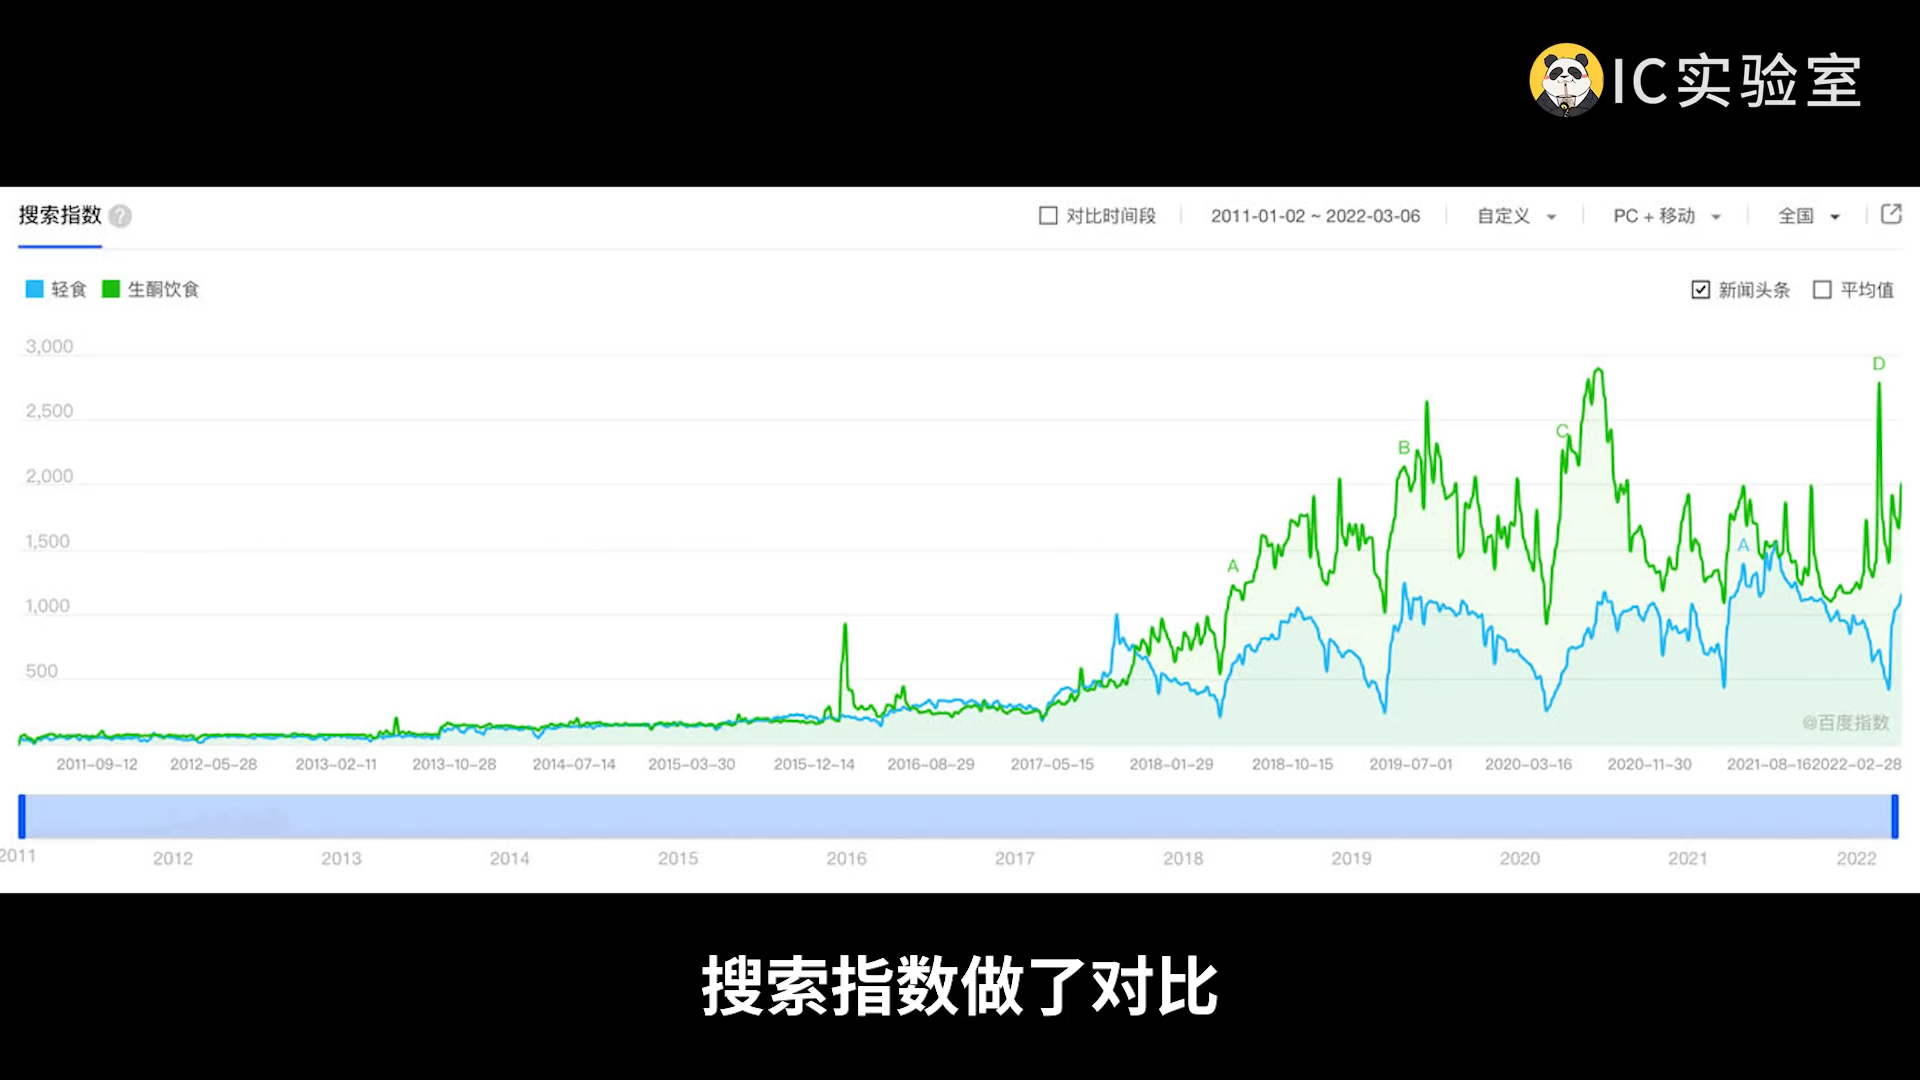 IC实验室
搜索指数 ?
对比时间段 2011-01-02 ~ 2022-03-06 自定义 PC + 移动 全国
轻食 生酮饮食
新闻头条 平均值
3,000
2,500
2,000
1,500
1,000
500
A
B
C
D
A
@百度指数
2011-09-12 2012-05-28 2013-02-11 2013-10-28 2014-07-14 2015-03-30 2015-12-14 2016-08-29 2017-05-15 2018-01-29 2018-10-15 2019-07-01 2020-03-16 2020-11-30 2021-08-16 2022-02-28
2011 2012 2013 2014 2015 2016 2017 2018 2019 2020 2021 2022
搜索指数做了对比